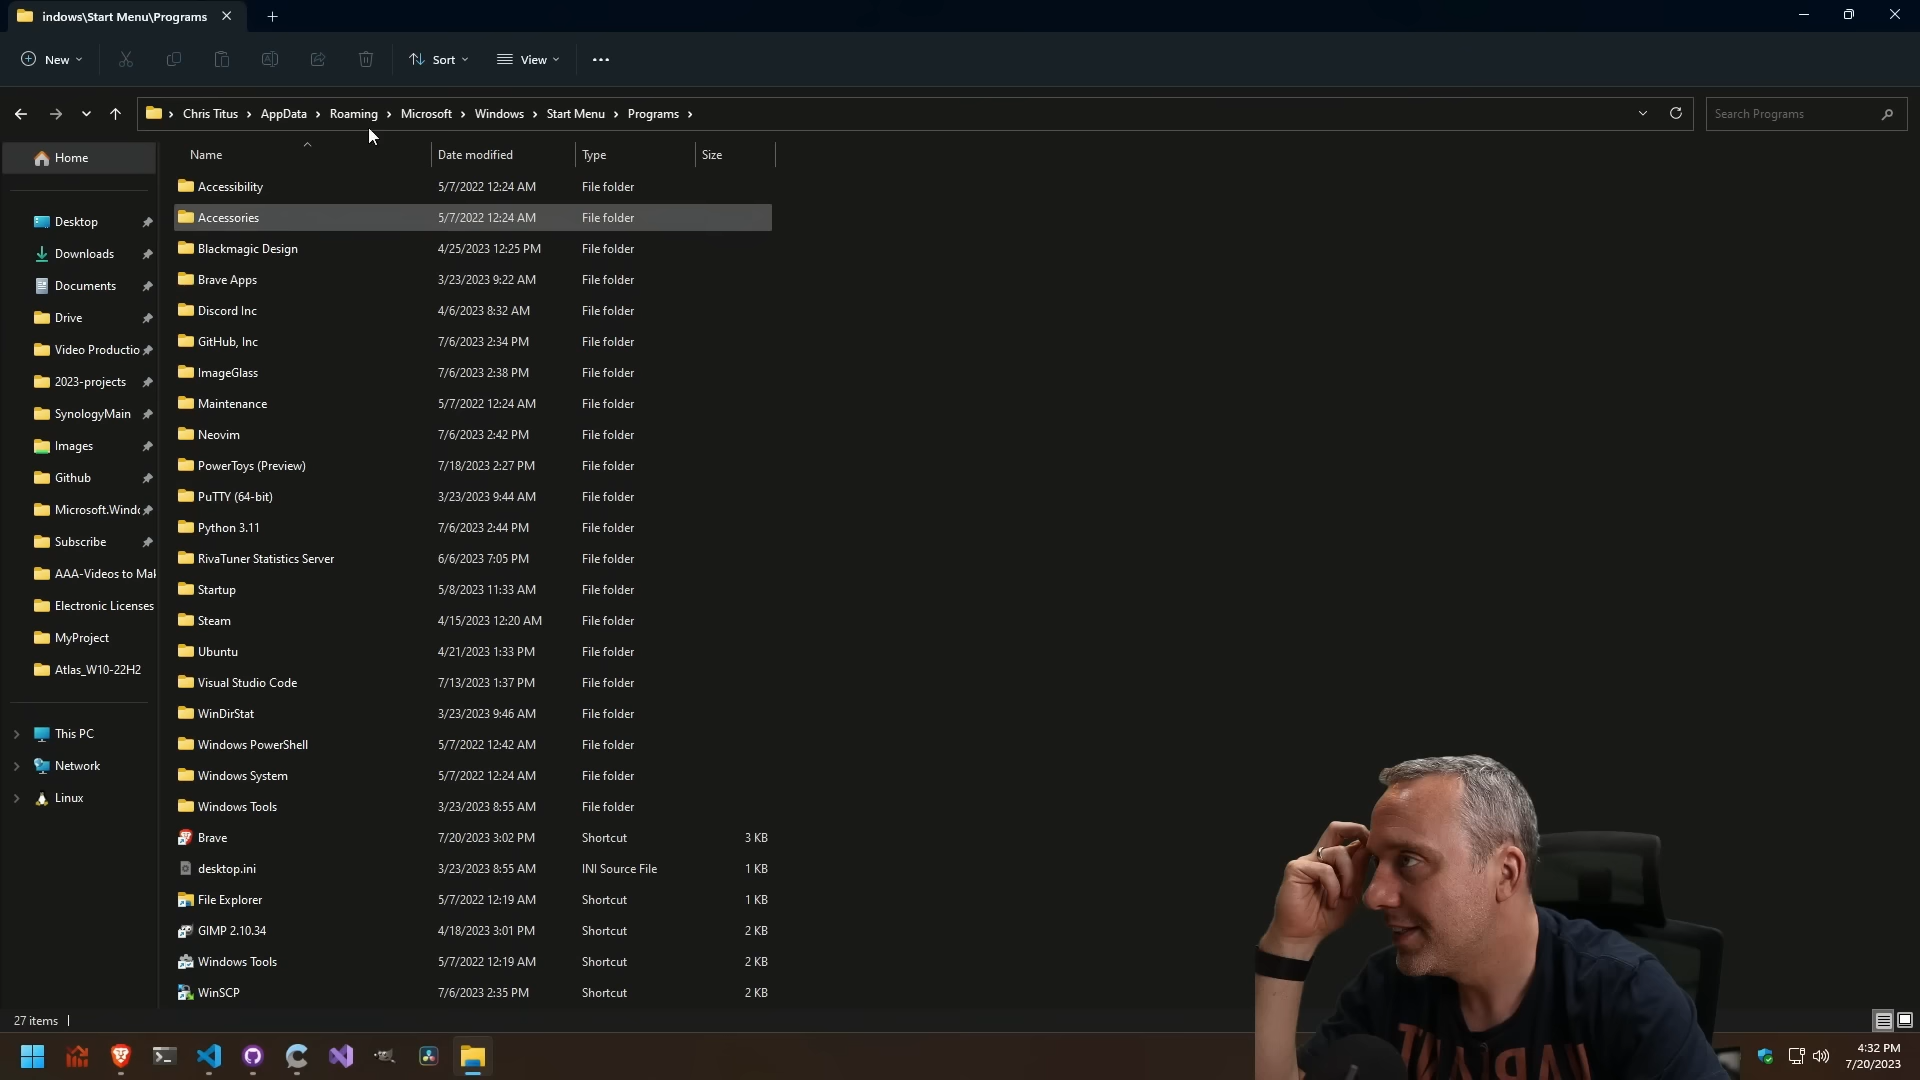 indows\Start Menu\Programs
New
Sort
View
Chris Titus > AppData > Roaming > Microsoft > Windows > Start Menu > Programs >
Search Programs
Name Date modified Type Size
Home
Desktop
Downloads
Documents
Drive
Video Productio
2023-projects
SynologyMain
Images
Github
Microsoft.Windo
Subscribe
AAA-Videos to Mak
Electronic Licenses
MyProject
Atlas_W10-22H2
This PC
Network
Linux
Accessibility 5/7/2022 12:24 AM File folder
Accessories 5/7/2022 12:24 AM File folder
Blackmagic Design 4/25/2023 12:25 PM File folder
Brave Apps 3/23/2023 9:22 AM File folder
Discord Inc 4/6/2023 8:32 AM File folder
GitHub, Inc 7/6/2023 2:34 PM File folder
ImageGlass 7/6/2023 2:38 PM File folder
Maintenance 5/7/2022 12:24 AM File folder
Neovim 7/6/2023 2:42 PM File folder
PowerToys (Preview) 7/18/2023 2:27 PM File folder
PuTTY (64-bit) 3/23/2023 9:44 AM File folder
Python 3.11 7/6/2023 2:44 PM File folder
RivaTuner Statistics Server 6/6/2023 7:05 PM File folder
Startup 5/8/2023 11:33 AM File folder
Steam 4/15/2023 12:20 AM File folder
Ubuntu 4/21/2023 1:33 PM File folder
Visual Studio Code 7/13/2023 1:37 PM File folder
WinDirStat 3/23/2023 9:46 AM File folder
Windows PowerShell 5/7/2022 12:42 AM File folder
Windows System 5/7/2022 12:24 AM File folder
Windows Tools 3/23/2023 8:55 AM File folder
Brave 7/20/2023 3:02 PM Shortcut 3 KB
desktop.ini 3/23/2023 8:55 AM INI Source File 1 KB
File Explorer 5/7/2022 12:19 AM Shortcut 1 KB
GIMP 2.10.34 4/18/2023 3:01 PM Shortcut 2 KB
Windows Tools 5/7/2022 12:19 AM Shortcut 2 KB
WinSCP 7/6/2023 2:35 PM Shortcut 2 KB
27 items
4:32 PM
7/20/2023